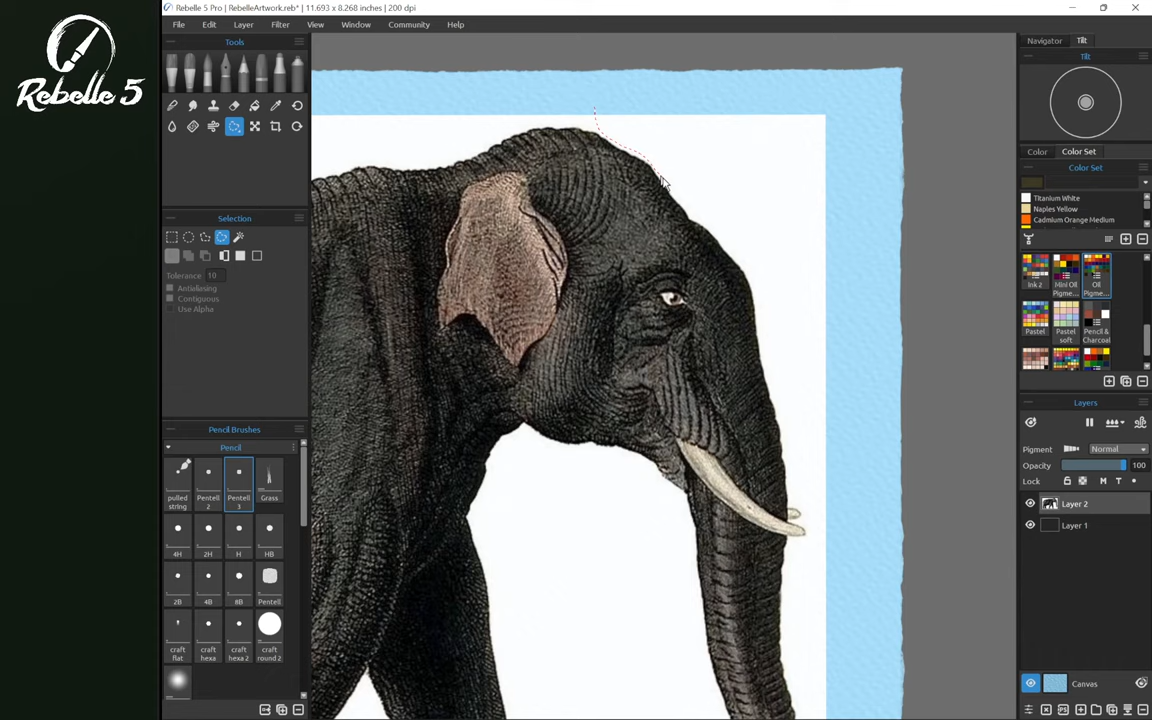 Rebelle 5
Rebelle 5 Pro | RebelleArtwork.reb* | 11.693 x 8.268 inches | 200 dpi
File Edit Layer Filter View Window Community Help
Tools
Selection
Tolerance 10
Antialiasing
Contiguous
Use Alpha
Pencil Brushes
Pencil
pulled string
Pentell 2
Pentell 3
Grass
4H 2H H HB
2B 4B 8B Pentell
craft flat
craft hexa
craft hexa 2
craft round 2
Navigator Tilt
Tilt
Color Color Set
Color Set
Titanium White
Naples Yellow
Cadmium Orange Medium
Ink 2
Mini Oil Pigme...
Oil Pigme...
Pastel
Pastel soft
Pencil & Charcoal
Layers
Pigment Normal
Opacity 100
Lock M T
Layer 2
Layer 1
Canvas